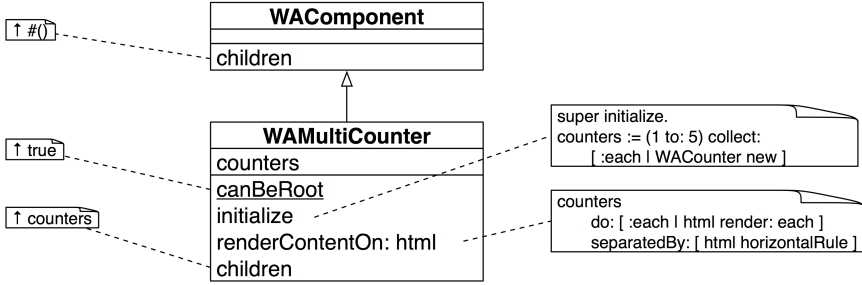 WAComponent
↑ #()
children
WAMultiCounter
counters
↑ true
canBeRoot
initialize
↑ counters
renderContentOn: html
children
super initialize.
counters := (1 to: 5) collect:
[ :each | WACounter new ]
counters
do: [ :each | html render: each ]
separatedBy: [ html horizontalRule ]